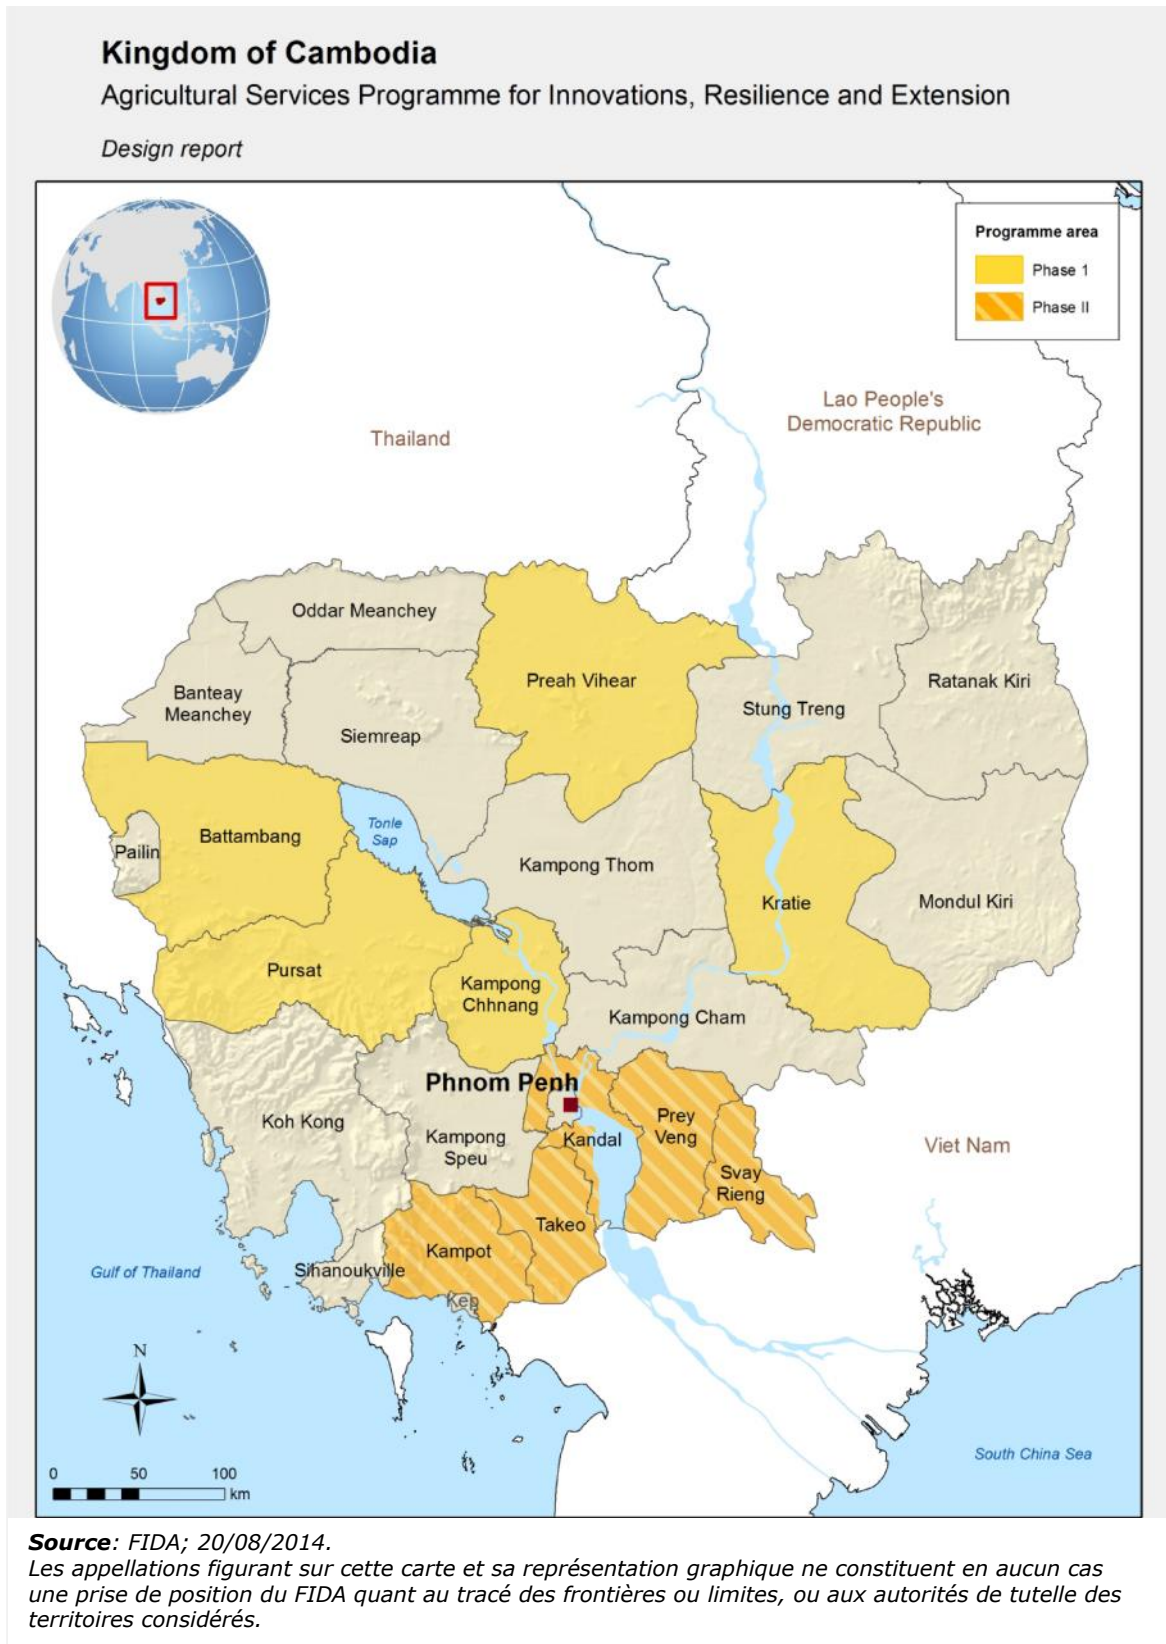 Kingdom of Cambodia
Agricultural Services Programme for Innovations, Resilience and Extension
Design report
Programme area
Phase 1
Phase II
Lao People's
Democratic Republic
Thailand
Oddar Meanchey
Preah Vihear
Ratanak Kiri
Banteay
Meanchey
Stung Treng
Siemreap
Tonle
Sap
Battambang
Pailin
Kampong Thom
Kratie
Mondul Kiri
Pursat
Kampong
Chhnang
Kampong Cham
Phnom Penh
Prey
Veng
Koh Kong
Kampong
Speu
Kandal
Viet Nam
Svay
Rieng
Takeo
Kampot
Gulf of Thailand
Sihanoukville
Kep
N
South China Sea
0 50 100
km
Source: FIDA; 20/08/2014.
Les appellations figurant sur cette carte et sa représentation graphique ne constituent en aucun cas
une prise de position du FIDA quant au tracé des frontières ou limites, ou aux autorités de tutelle des
territoires considérés.